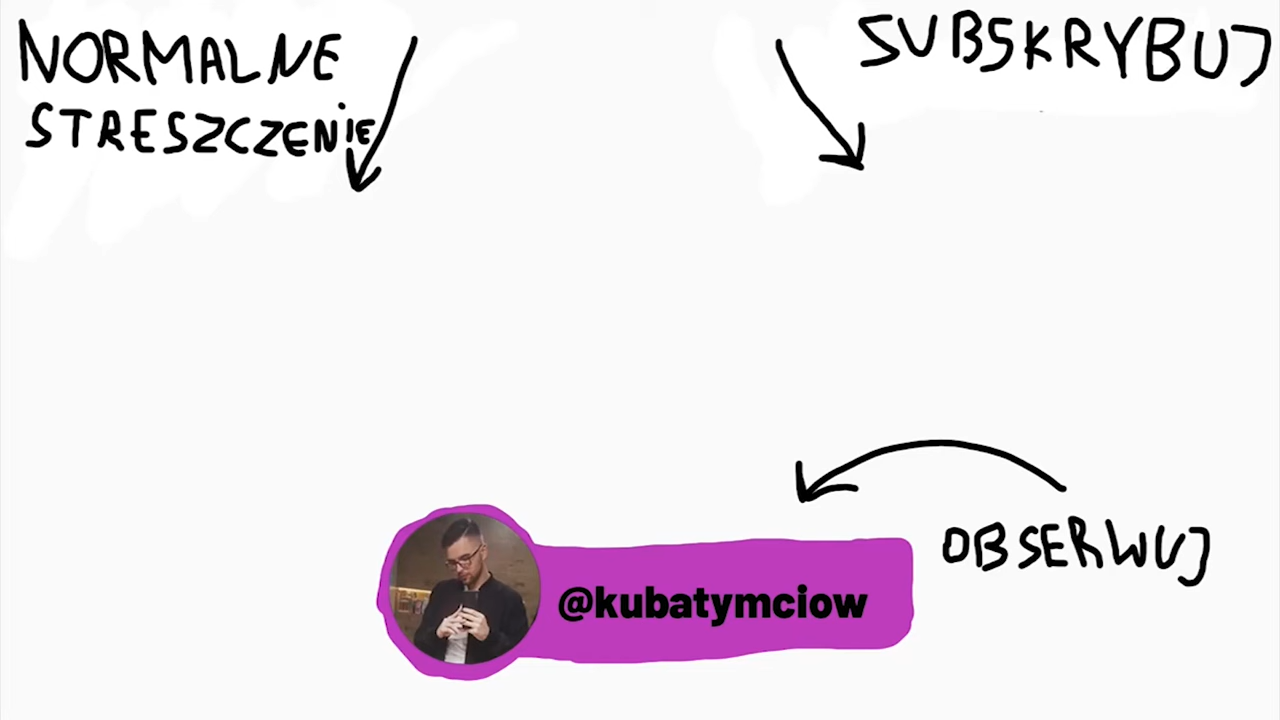 NORMALNE
STRESZCZENiE
SUBSKRYBUJ
OBSERWUJ
@kubatymciow